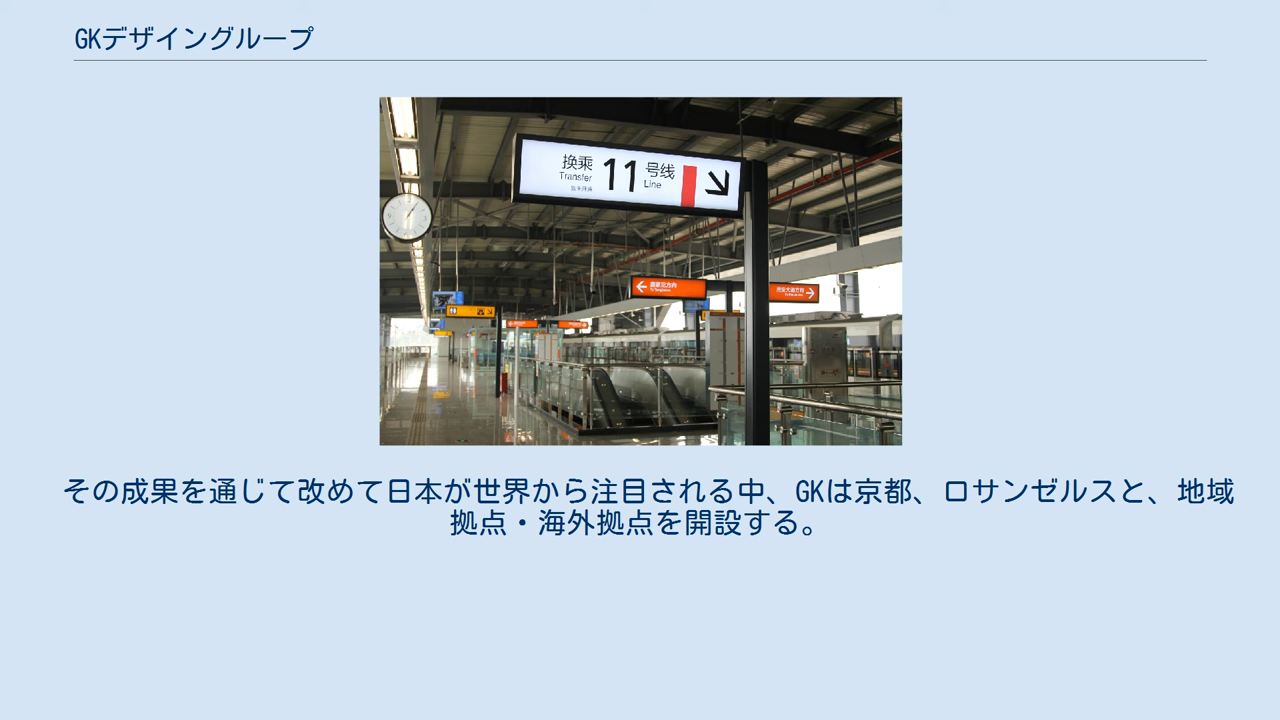 GKデザイングループ
换乘 11 号线
Transfer Line
その成果を通じて改めて日本が世界から注目される中、GKは京都、ロサンゼルスと、地域
拠点・海外拠点を開設する。